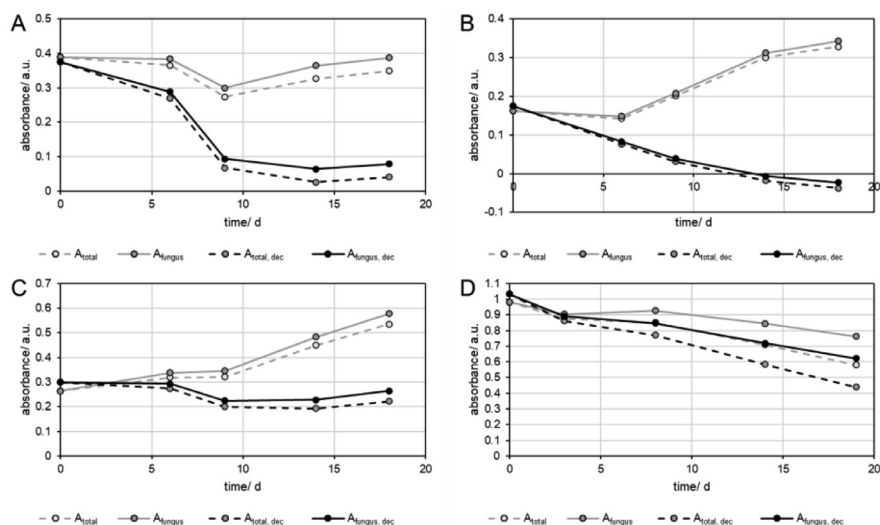 A
0.5
0.4
0.3
0.2
0.1
0
absorbance/ a.u.
0 5 10 15 20
time/ d
A_total A_fungus A_total, dec A_fungus, dec
B
0.4
0.3
0.2
0.1
0
-0.1
absorbance/ a.u.
0 5 10 15 20
time/ d
A_total A_fungus A_total, dec A_fungus, dec
C
0.7
0.6
0.5
0.4
0.3
0.2
0.1
0
absorbance/ a.u.
0 5 10 15 20
time/ d
A_total A_fungus A_total, dec A_fungus, dec
D
1.1
1
0.9
0.8
0.7
0.6
0.5
0.4
0.3
0.2
0.1
0
absorbance/ a.u.
0 5 10 15 20
time/ d
A_total A_fungus A_total, dec A_fungus, dec